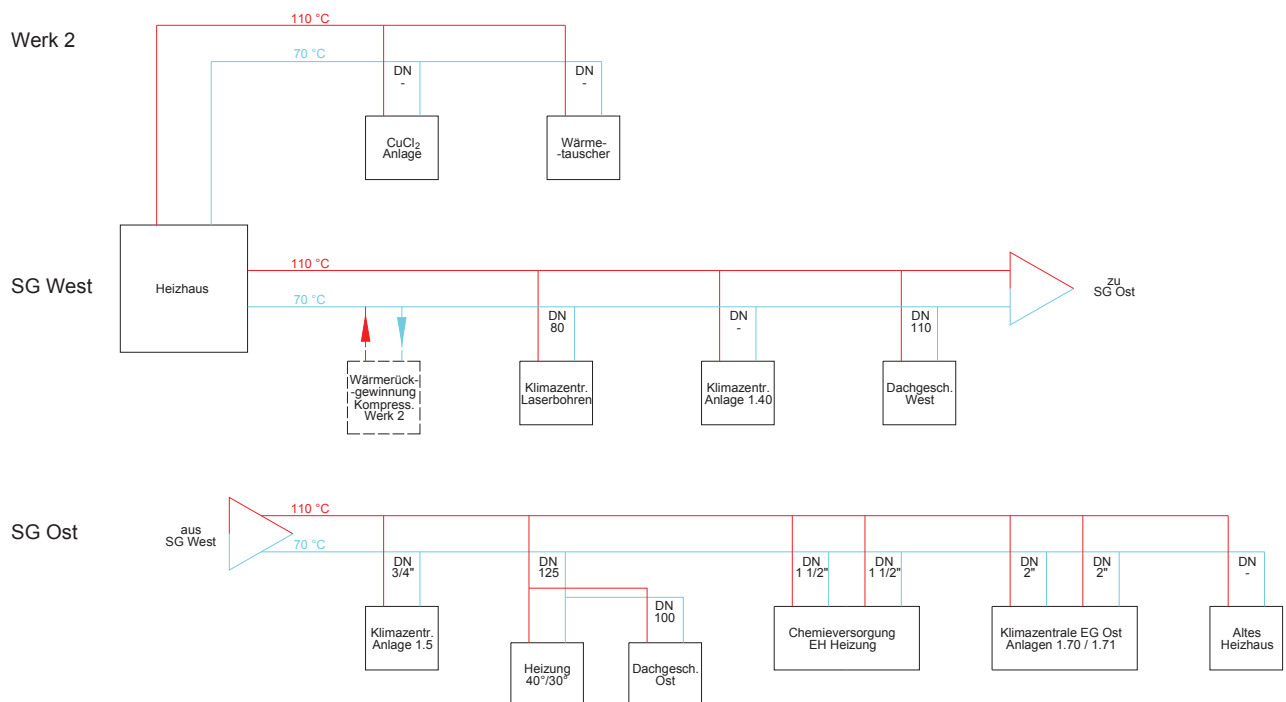 110 °C
Werk 2
70 °C
DN
-
DN
-
CuCl₂
Anlage
Wärme-
-tauscher
SG West
Heizhaus
110 °C
70 °C
zu
SG Ost
DN
80
DN
-
DN
110
Wärmerück-
-gewinnung
Kompress.
Werk 2
Klimazentr.
Laserbohren
Klimazentr.
Anlage 1.40
Dachgesch.
West
SG Ost
aus
SG West
110 °C
70 °C
DN
3/4"
DN
125
DN
1 1/2"
DN
1 1/2"
DN
2"
DN
2"
DN
-
DN
100
Klimazentr.
Anlage 1.5
Heizung
40°/30°
Dachgesch.
Ost
Chemieversorgung
EH Heizung
Klimazentrale EG Ost
Anlagen 1.70 / 1.71
Altes
Heizhaus